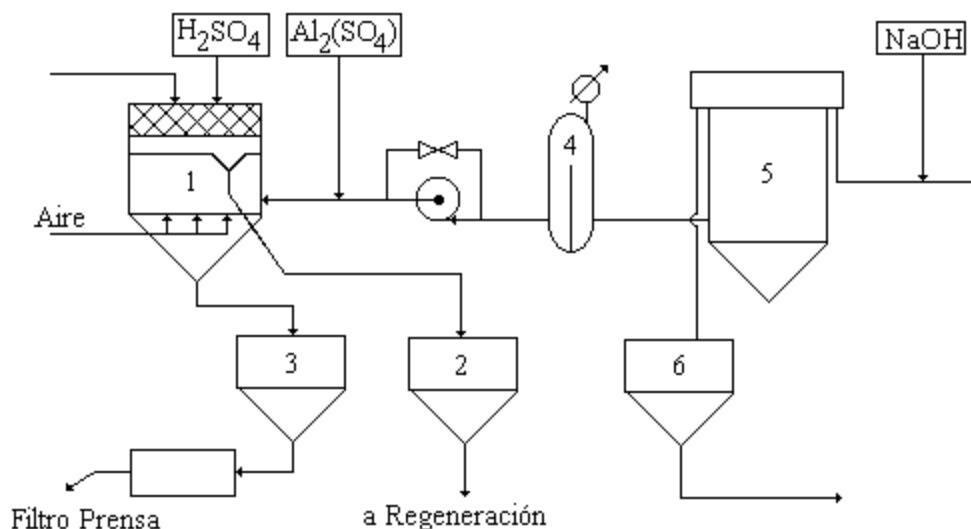 H2SO4
Al2(SO4)
NaOH
4
1
5
Aire
3
2
6
Filtro Prensa
a Regeneración